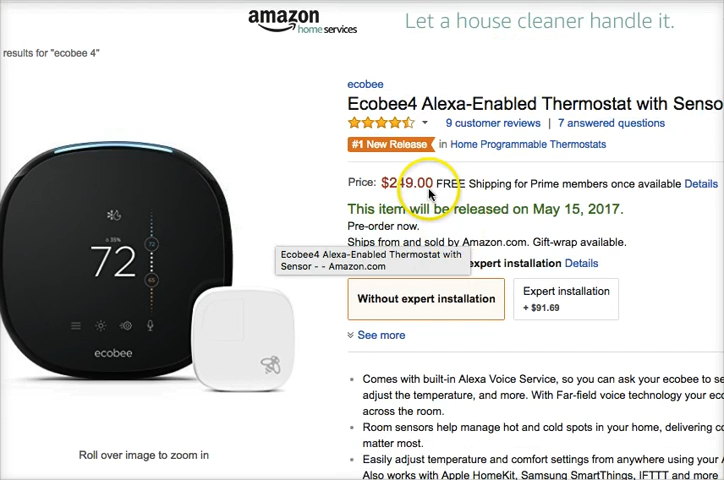 amazon
home services
Let a house cleaner handle it.
results for "ecobee 4"
ecobee
Ecobee4 Alexa-Enabled Thermostat with Senso
9 customer reviews | 7 answered questions
#1 New Release in Home Programmable Thermostats
Price: $249.00 FREE Shipping for Prime members once available Details
This item will be released on May 15, 2017.
Pre-order now.
Ships from and sold by Amazon.com. Gift-wrap available.
Ecobee4 Alexa-Enabled Thermostat with
Sensor - - Amazon.com
expert installation Details
Without expert installation
Expert installation
+ $91.69
See more
72
72
65
ecobee
Roll over image to zoom in
Comes with built-in Alexa Voice Service, so you can ask your ecobee to se
adjust the temperature, and more. With Far-field voice technology your eco
across the room.
Room sensors help manage hot and cold spots in your home, delivering co
matter most.
Easily adjust temperature and comfort settings from anywhere using your A
Also works with Apple HomeKit, Samsung SmartThings, IFTTT and more